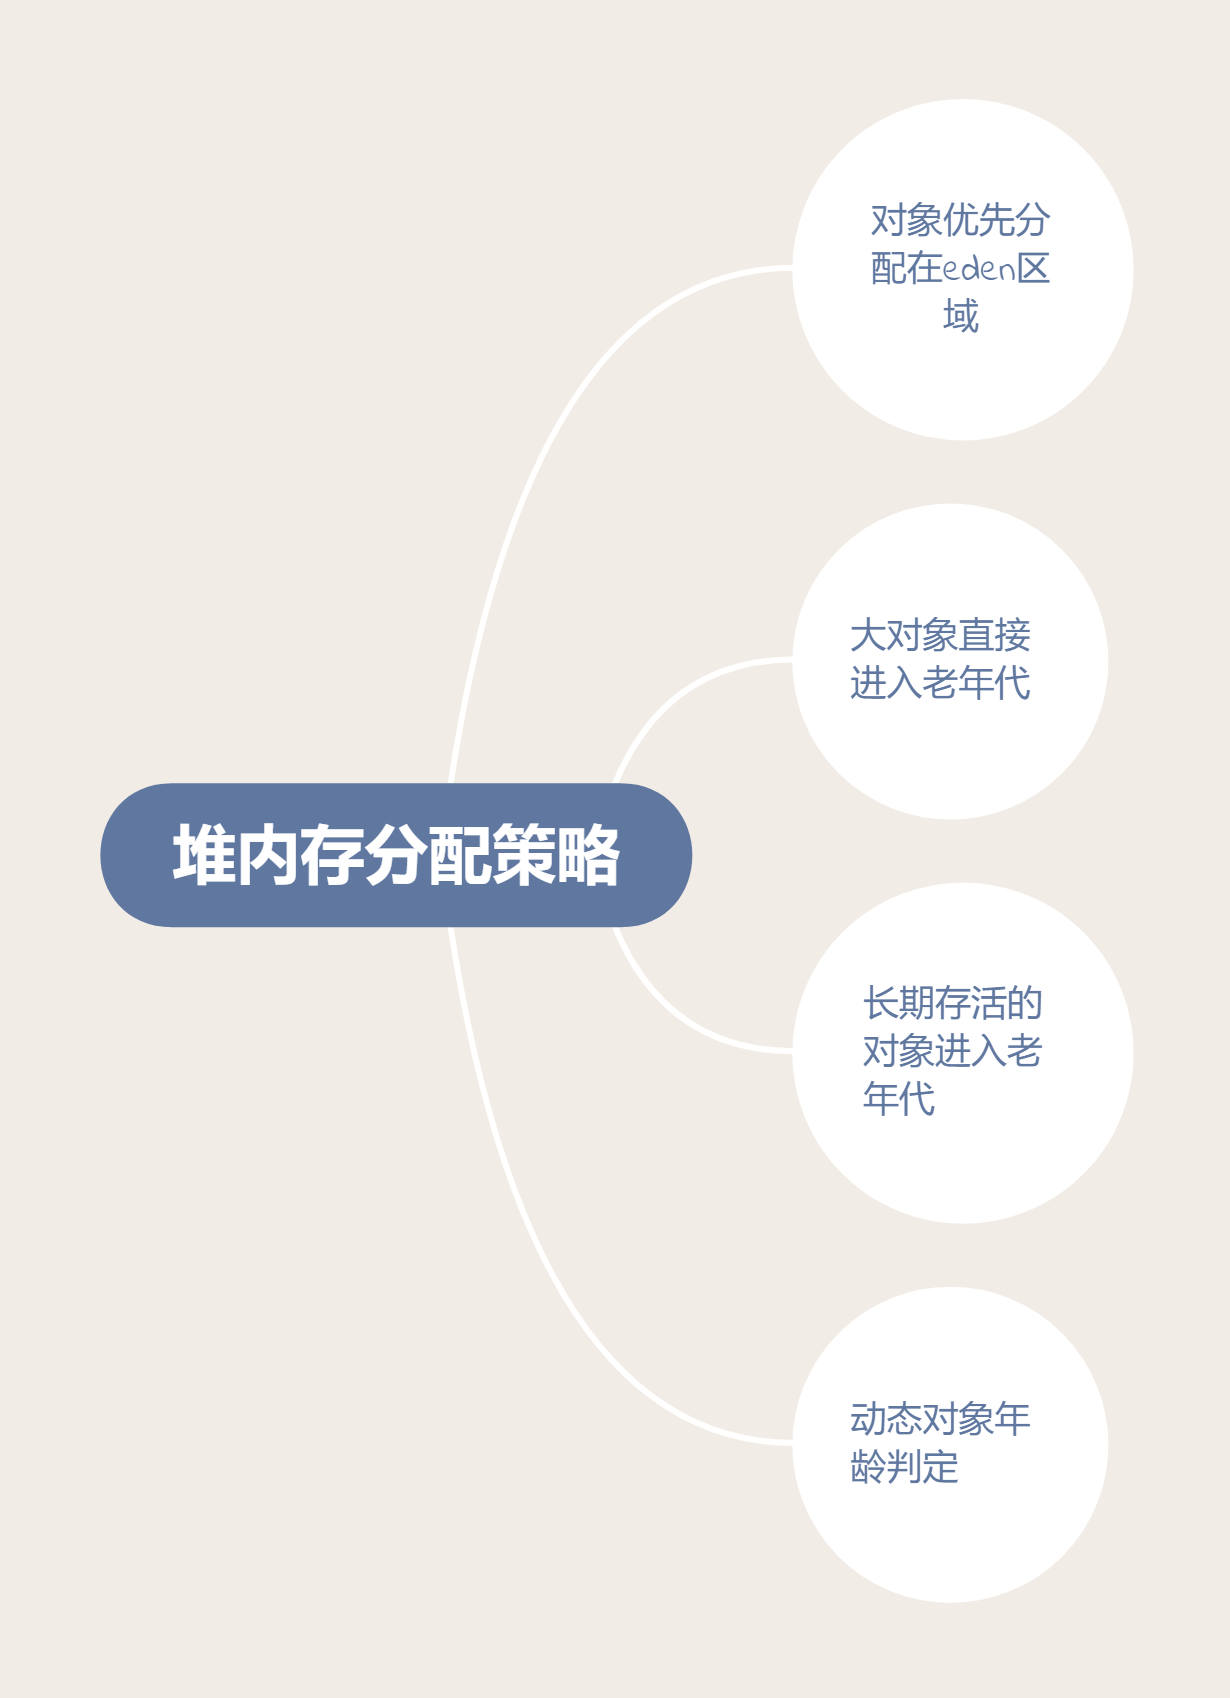 对象优先分
配在eden区
域
大对象直接
进入老年代
堆内存分配策略
长期存活的
对象进入老
年代
动态对象年
龄判定